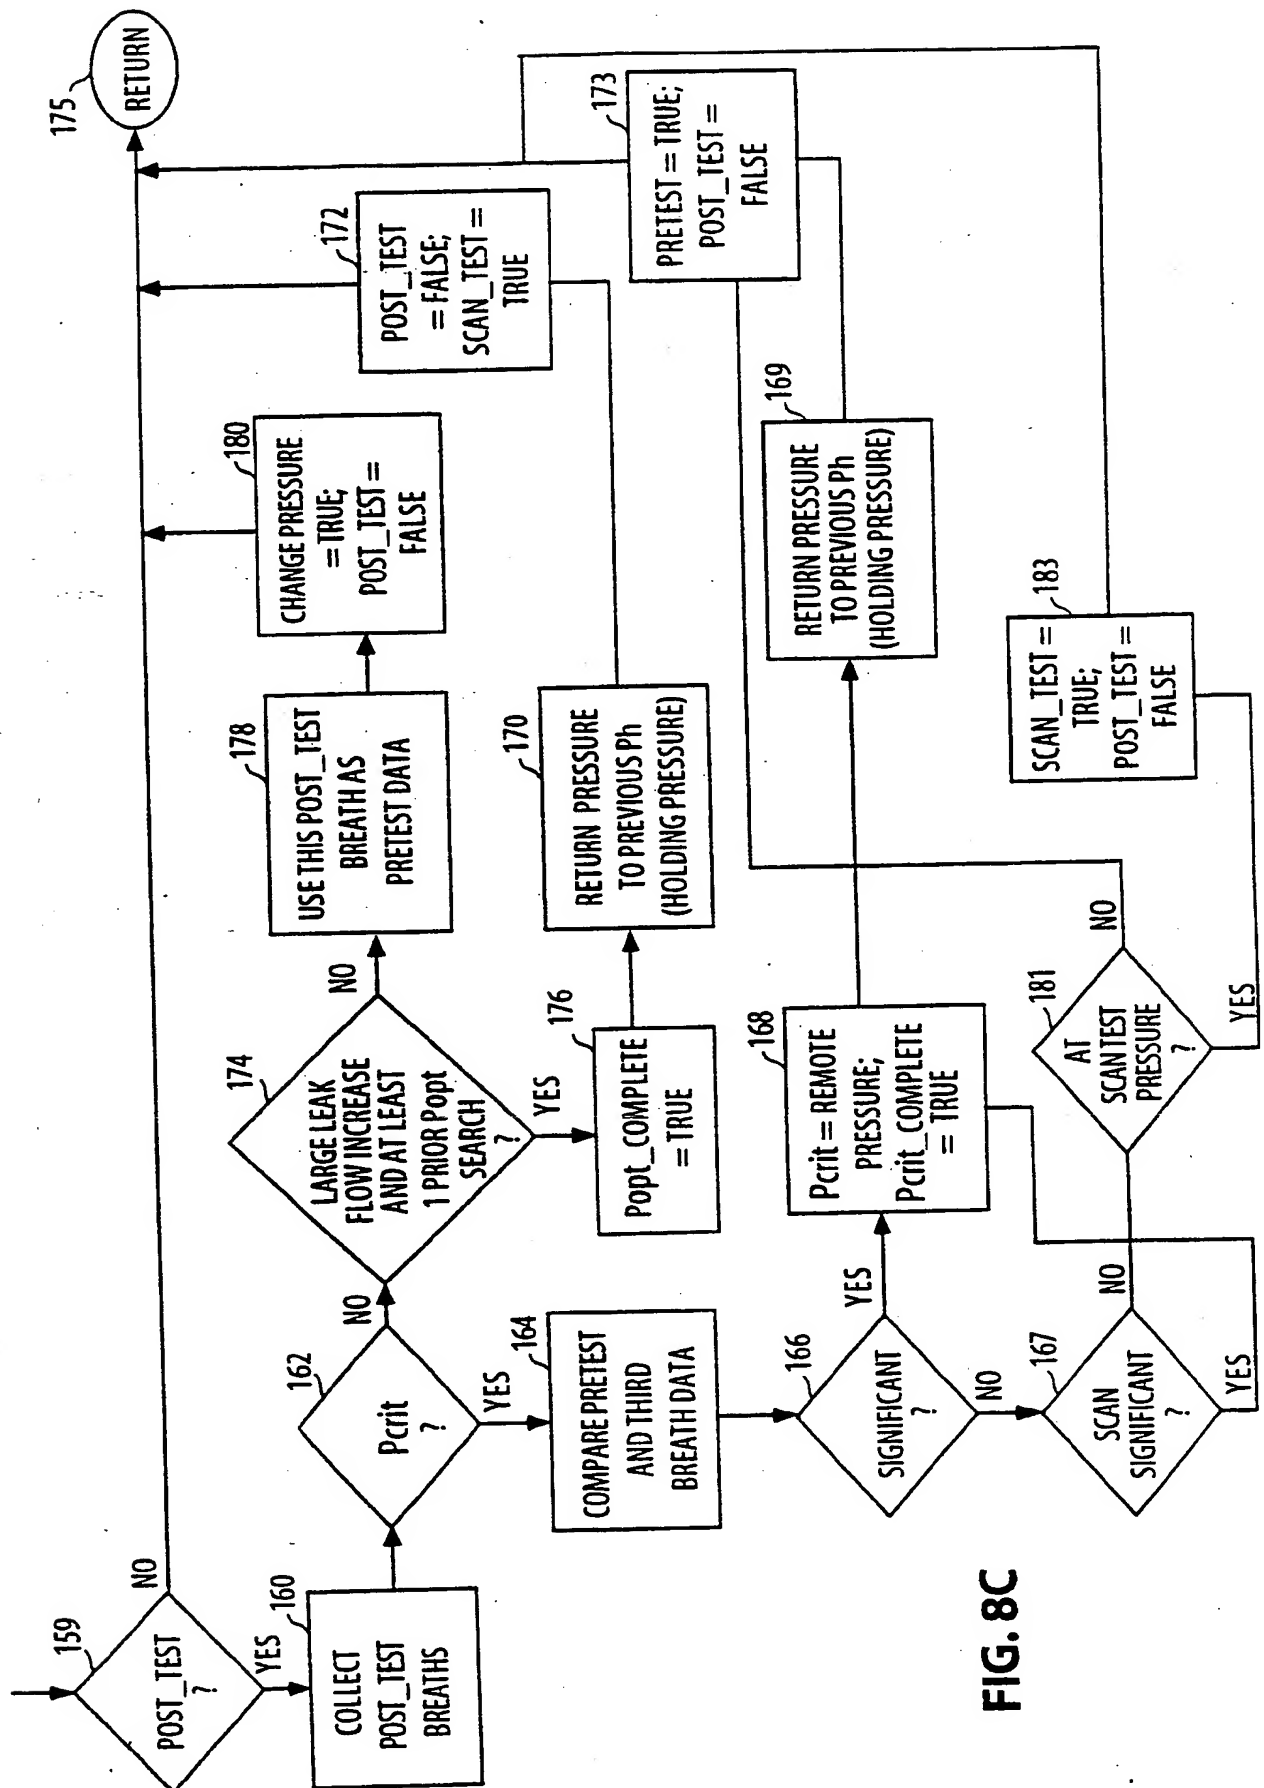 159
POST_TEST
?
NO
YES
160
COLLECT
POST_TEST
BREATHS
162
Pcrit
?
NO
YES
174
LARGE LEAK
FLOW INCREASE
AND AT LEAST
1 PRIOR Popt
SEARCH
?
NO
YES
178
USE THIS POST_TEST
BREATH AS
PRETEST DATA
180
CHANGE PRESSURE
= TRUE;
POST_TEST =
FALSE
175
RETURN
176
Popt_COMPLETE
= TRUE
170
RETURN PRESSURE
TO PREVIOUS Ph
(HOLDING PRESSURE)
172
POST_TEST
= FALSE;
SCAN_TEST =
TRUE
164
COMPARE PRETEST
AND THIRD
BREATH DATA
166
SIGNIFICANT
?
YES
NO
168
Pcrit = REMOTE
PRESSURE;
Pcrit_COMPLETE
= TRUE
169
RETURN PRESSURE
TO PREVIOUS Ph
(HOLDING PRESSURE)
173
PRETEST = TRUE;
POST_TEST =
FALSE
167
SCAN
SIGNIFICANT
?
NO
YES
181
AT
SCAN TEST
PRESSURE
?
NO
YES
183
SCAN_TEST =
TRUE;
POST_TEST =
FALSE
FIG. 8C